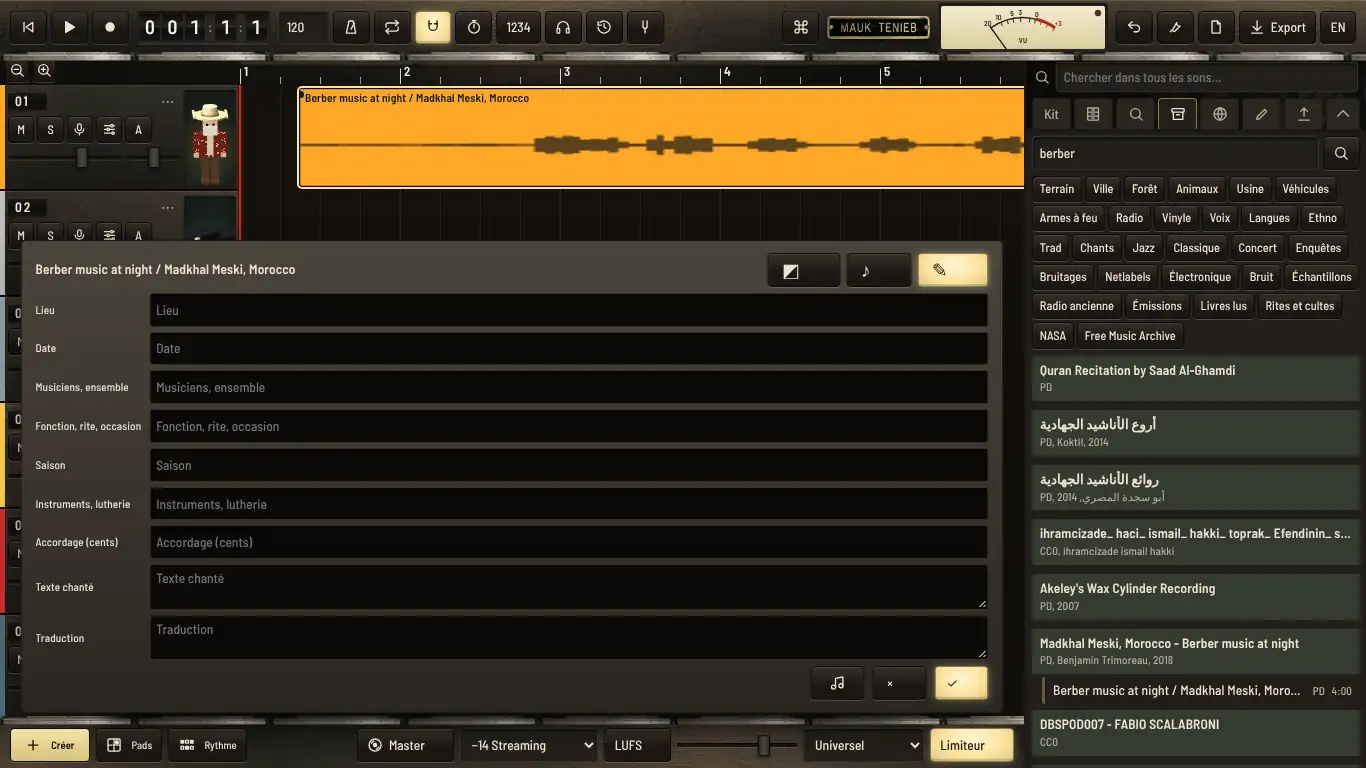 001:1:1
120
1234
MAUK TENIEB
20
10
5
3
0
+3
VU
Export
EN
1
2
3
4
5
01
M
S
A
Berber music at night / Madkhal Meski, Morocco
02
M
S
A
Berber music at night / Madkhal Meski, Morocco
Lieu
Lieu
Date
Date
Musiciens, ensemble
Musiciens, ensemble
Fonction, rite, occasion
Fonction, rite, occasion
Saison
Saison
Instruments, lutherie
Instruments, lutherie
Accordage (cents)
Accordage (cents)
Texte chanté
Texte chanté
Traduction
Traduction
Créer
Pads
Rythme
Master
−14 Streaming
LUFS
Universel
Limiteur
Chercher dans tous les sons...
Kit
berber
Terrain Ville Forêt Animaux Usine Véhicules
Armes à feu Radio Vinyle Voix Langues Ethno
Trad Chants Jazz Classique Concert Enquêtes
Bruitages Netlabels Électronique Bruit Échantillons
Radio ancienne Émissions Livres lus Rites et cultes
NASA Free Music Archive
Quran Recitation by Saad Al-Ghamdi
PD
أروع الأناشيد الجهادية
PD, Koktil, 2014
روائع الأناشيد الجهادية
PD, أبو سجدة المصري, 2014
ihramcizade_ haci_ ismail_ hakki_ toprak_ Efendinin_ s...
CC0, ihramcizade ismail hakki
Akeley's Wax Cylinder Recording
PD, 2007
Madkhal Meski, Morocco - Berber music at night
PD, Benjamin Trimoreau, 2018
Berber music at night / Madkhal Meski, Moro... PD 4:00
DBSPOD007 - FABIO SCALABRONI
CC0